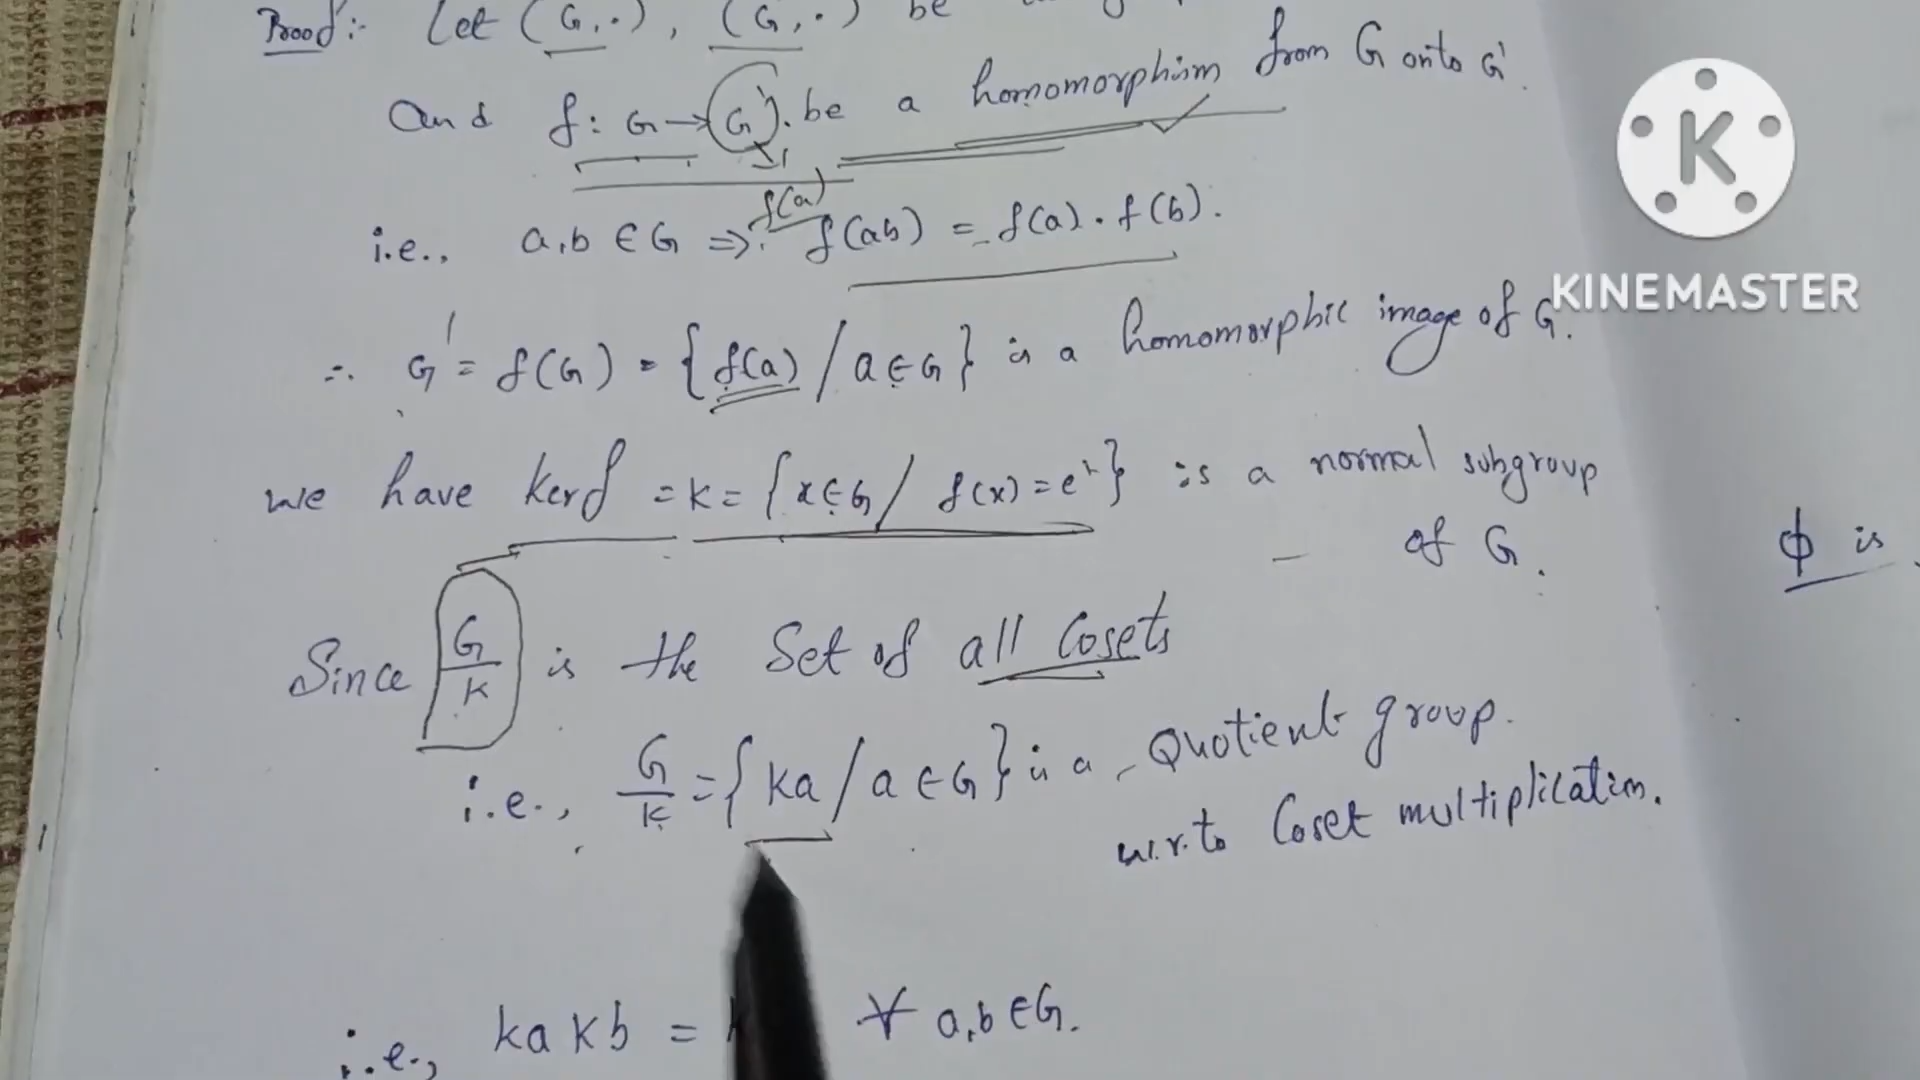 Proof:- Let (G, ·), (G, ·) be
And f: G → G'. be a homomorphism from G onto G'.
f(a)
i.e., a, b ∈ G ⇒ f(ab) = f(a) . f(b).
∴ G' = f(G) = {f(a) / a ∈ G} is a homomorphic image of G.
we have kerf = K = {x ∈ G / f(x) = e'} is a normal subgroup
of G.
ϕ is
Since G/K is the Set of all Cosets
i.e., G/K = {Ka / a ∈ G} is a Quotient group.
w.r.to Coset multiplication.
i.e., Ka Kb = ∀ a, b ∈ G.
K
KINEMASTER